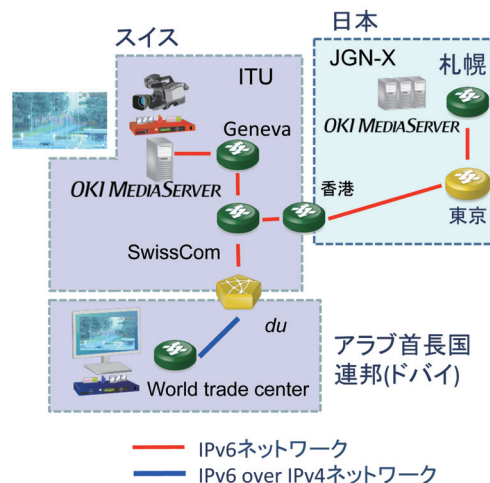 スイス
日本
ITU
JGN-X
札幌
Geneva
OKI MEDIASERVER
OKI MEDIASERVER
香港
東京
SwissCom
du
World trade center
アラブ首長国
連邦(ドバイ)
IPv6ネットワーク
IPv6 over IPv4ネットワーク